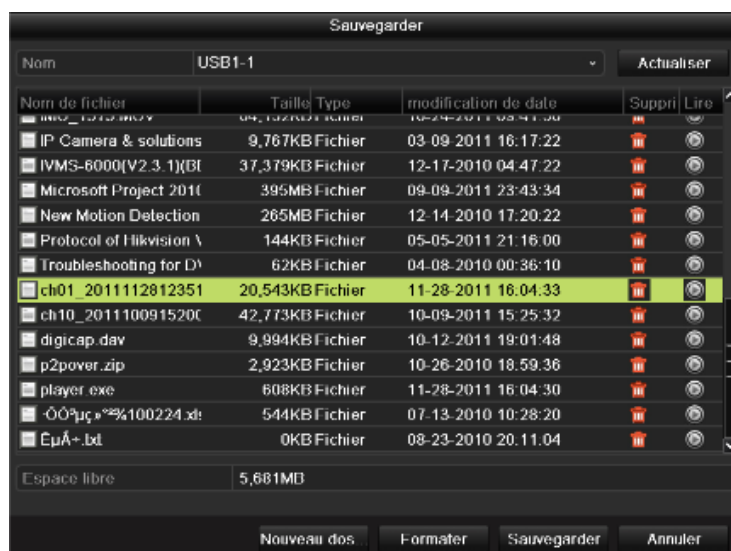 Sauvegarder
Nom USB1-1 Actualiser
Nom de fichier Taille Type modification de date Suppri Lire
IP Camera & solutions 9,767KB Fichier 03-09-2011 16:17:22
IVMS-6000(V2.3.1)(BE 37,379KB Fichier 12-17-2010 04:47:22
Microsoft Project 201( 395MB Fichier 09-09-2011 23:43:34
New Motion Detection 265MB Fichier 12-14-2010 17:20:22
Protocol of Hikvision \ 144KB Fichier 05-05-2011 21:16:00
Troubleshooting for D\ 62KB Fichier 04-08-2010 00:36:10
ch01_2011112812351 20,543KB Fichier 11-28-2011 16:04:33
ch10_201110091520( 42,773KB Fichier 10-09-2011 15:25:32
digicap.dav 9,994KB Fichier 10-12-2011 19:01:48
p2pover.zip 2,923KB Fichier 10-26-2010 18:59:36
player.exe 608KB Fichier 11-28-2011 16:04:30
544KB Fichier 07-13-2010 10:28:20
ÊµÃ÷.txt 0KB Fichier 08-23-2010 20:11:04
Espace libre 5,681MB
Nouveau dos... Formater Sauvegarder Annuler